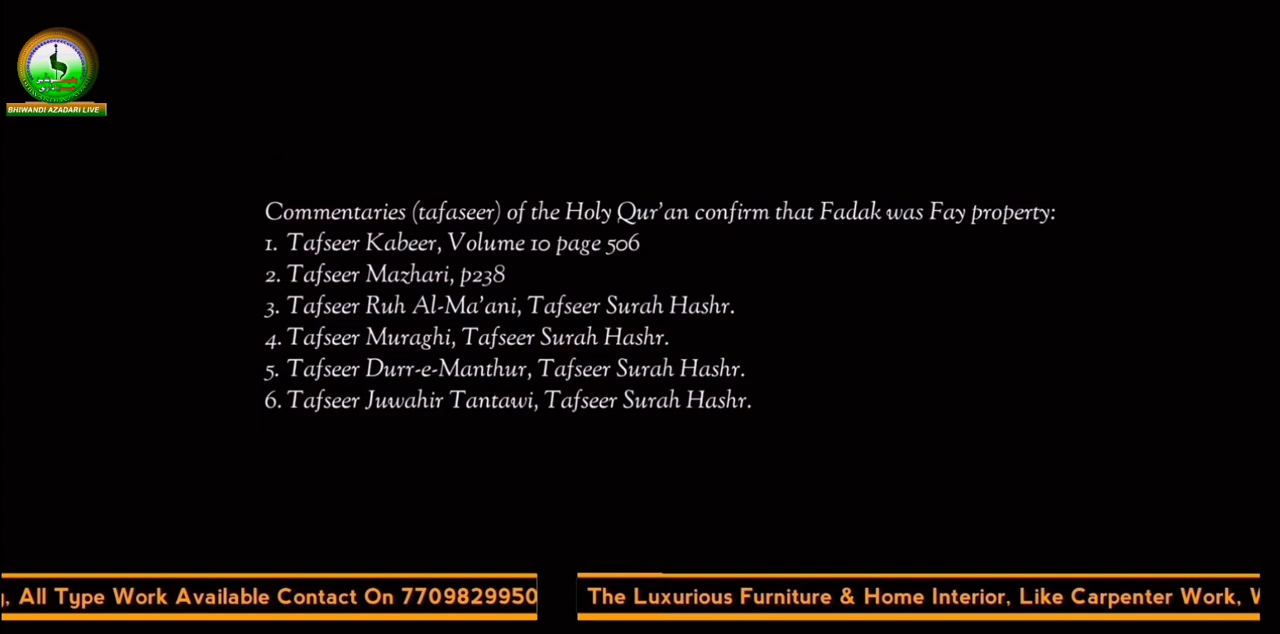 BHIWANDI AZADARI LIVE
Commentaries (tafaseer) of the Holy Qur'an confirm that Fadak was Fay property:
1. Tafseer Kabeer, Volume 10 page 506
2. Tafseer Mazhari, p238
3. Tafseer Ruh Al-Ma'ani, Tafseer Surah Hashr.
4. Tafseer Muraghi, Tafseer Surah Hashr.
5. Tafseer Durr-e-Manthur, Tafseer Surah Hashr.
6. Tafseer Juwahir Tantawi, Tafseer Surah Hashr.
, All Type Work Available Contact On 7709829950
The Luxurious Furniture & Home Interior, Like Carpenter Work,